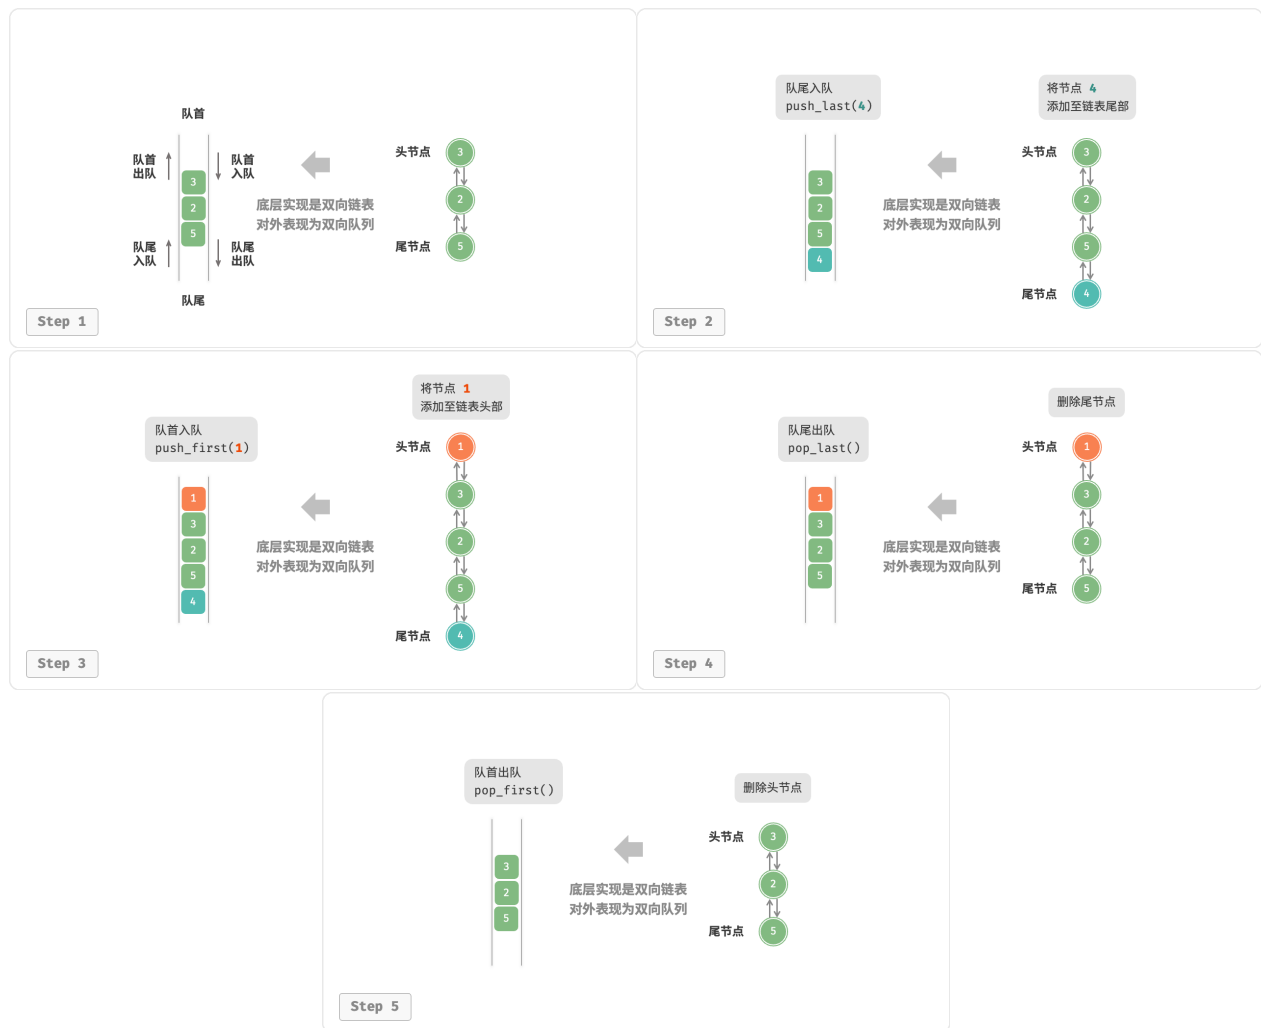 队首
队首
出队
队首
入队
3
2
5
队尾
入队
队尾
出队
队尾
底层实现是双向链表
对外表现为双向队列
头节点
3
2
尾节点
5
Step 1
队尾入队
push_last(4)
3
2
5
4
底层实现是双向链表
对外表现为双向队列
将节点 4
添加至链表尾部
头节点
3
2
5
尾节点
4
Step 2
队首入队
push_first(1)
1
3
2
5
4
底层实现是双向链表
对外表现为双向队列
将节点 1
添加至链表头部
头节点
1
3
2
5
尾节点
4
Step 3
队尾出队
pop_last()
1
3
2
5
底层实现是双向链表
对外表现为双向队列
删除尾节点
头节点
1
3
2
尾节点
5
Step 4
队首出队
pop_first()
3
2
5
底层实现是双向链表
对外表现为双向队列
删除头节点
头节点
3
2
尾节点
5
Step 5